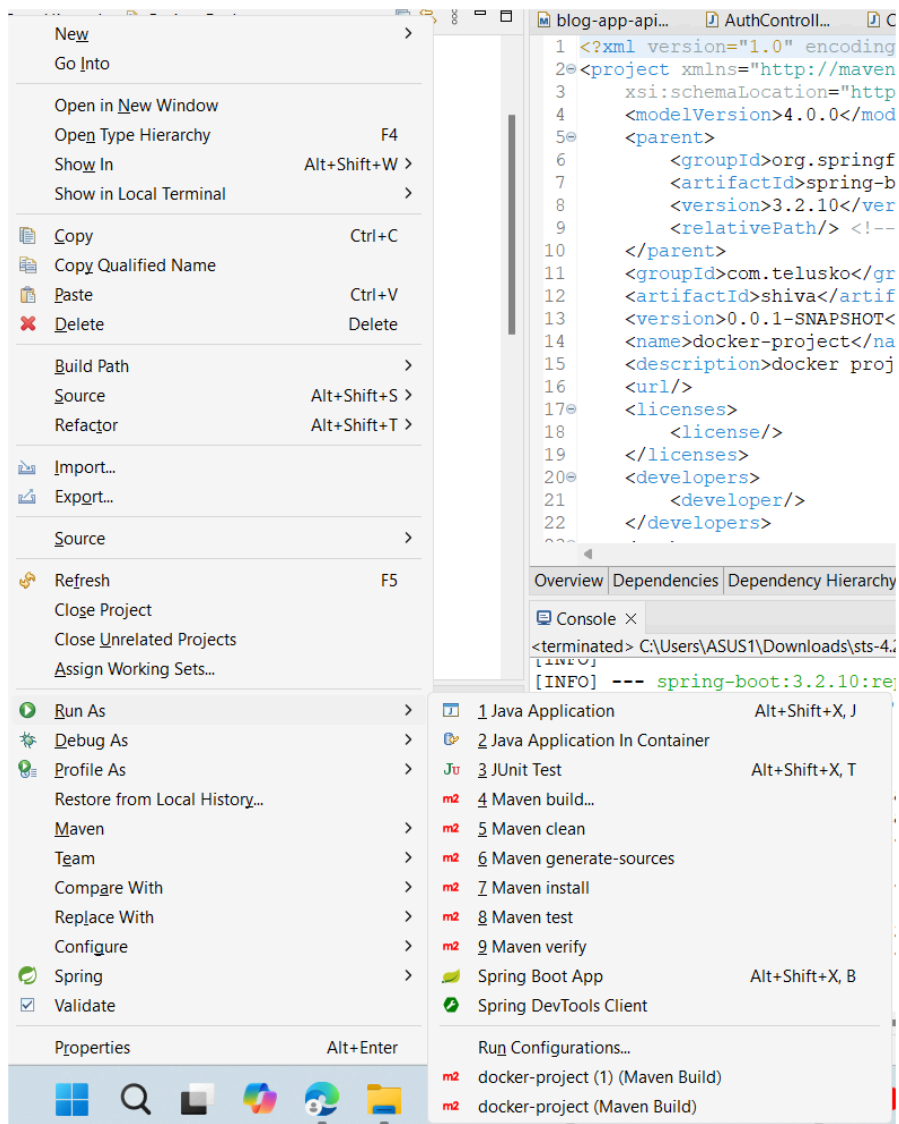 New
Go Into
Open in New Window
Open Type Hierarchy F4
Show In Alt+Shift+W >
Show in Local Terminal
Copy Ctrl+C
Copy Qualified Name
Paste Ctrl+V
Delete Delete
Build Path
Source Alt+Shift+S >
Refactor Alt+Shift+T >
Import...
Export...
Source
Refresh F5
Close Project
Close Unrelated Projects
Assign Working Sets...
Run As
Debug As
Profile As
Restore from Local History...
Maven
Team
Compare With
Replace With
Configure
Spring
Validate
Properties Alt+Enter
1 Java Application Alt+Shift+X, J
2 Java Application In Container
Ju 3 JUnit Test Alt+Shift+X, T
m2 4 Maven build...
m2 5 Maven clean
m2 6 Maven generate-sources
m2 7 Maven install
m2 8 Maven test
m2 9 Maven verify
Spring Boot App Alt+Shift+X, B
Spring DevTools Client
Run Configurations...
m2 docker-project (1) (Maven Build)
m2 docker-project (Maven Build)
blog-app-api... AuthControll...
1 <?xml version="1.0" encoding
2 <project xmlns="http://maven
3 xsi:schemaLocation="http
4 <modelVersion>4.0.0</mod
5 <parent>
6 <groupId>org.springf
7 <artifactId>spring-b
8 <version>3.2.10</ver
9 <relativePath/> <!--
10 </parent>
11 <groupId>com.telusko</gr
12 <artifactId>shiva</artif
13 <version>0.0.1-SNAPSHOT<
14 <name>docker-project</na
15 <description>docker proj
16 <url/>
17 <licenses>
18 <license/>
19 </licenses>
20 <developers>
21 <developer/>
22 </developers>
Overview Dependencies Dependency Hierarchy
Console
<terminated> C:\Users\ASUS1\Downloads\sts-4.2
[INFO]
[INFO] --- spring-boot:3.2.10:rep